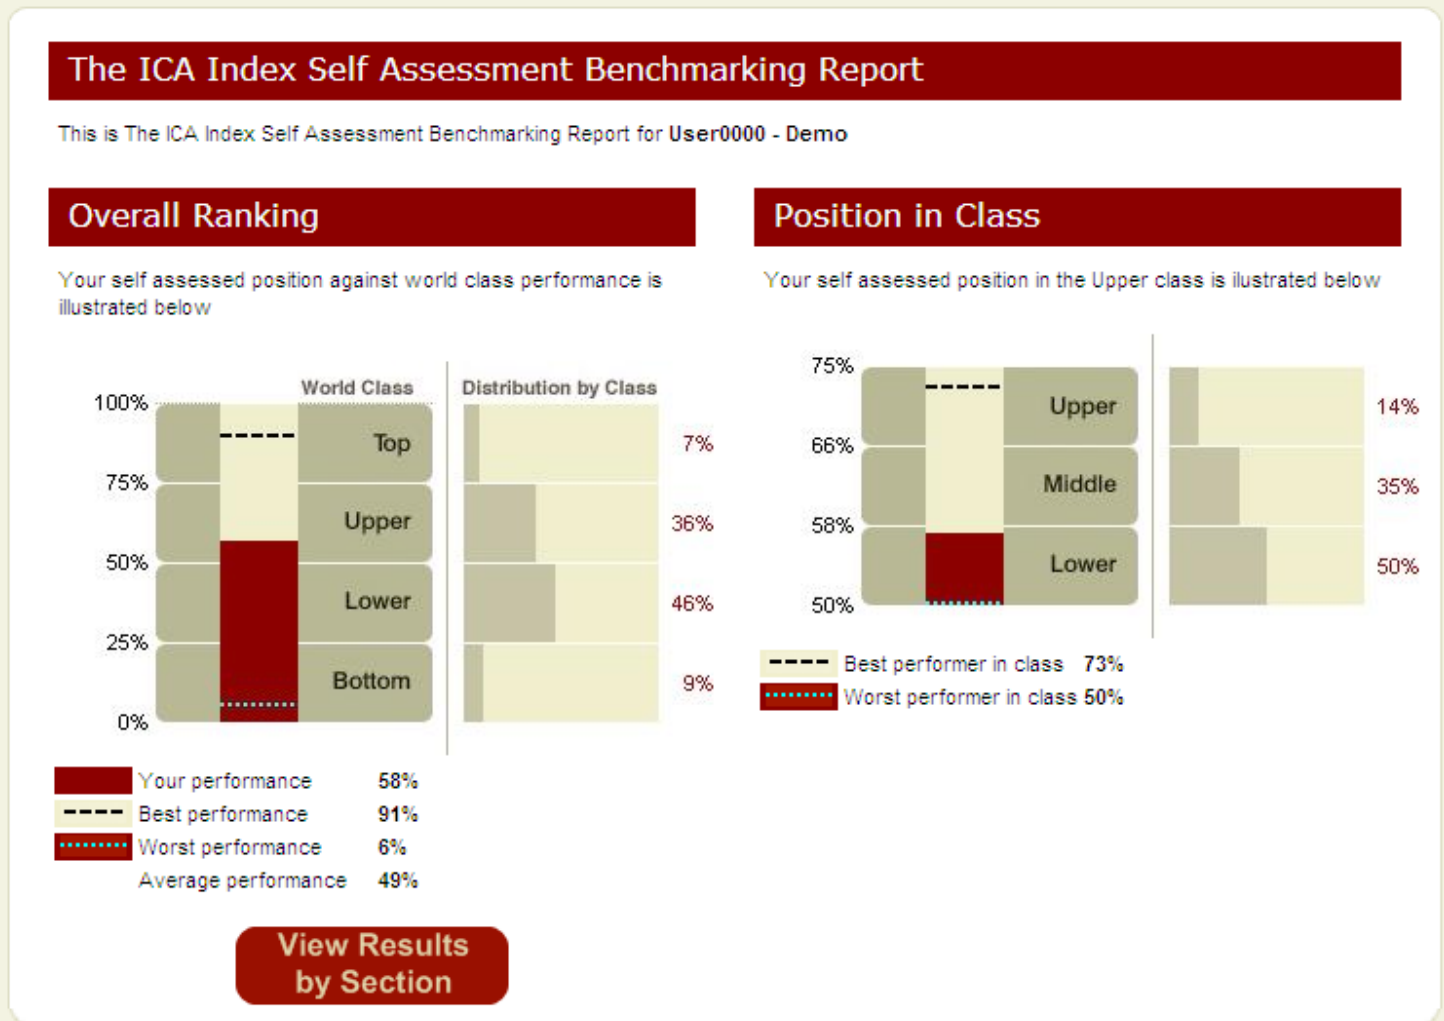 The ICA Index Self Assessment Benchmarking Report
This is The ICA Index Self Assessment Benchmarking Report for User0000 - Demo
Overall Ranking
Your self assessed position against world class performance is
illustrated below
World Class
Distribution by Class
100%
Top
7%
75%
Upper
36%
50%
Lower
46%
25%
Bottom
9%
0%
Your performance 58%
Best performance 91%
Worst performance 6%
Average performance 49%
View Results
by Section
Position in Class
Your self assessed position in the Upper class is ilustrated below
75%
Upper
14%
66%
Middle
35%
58%
Lower
50%
50%
Best performer in class 73%
Worst performer in class 50%